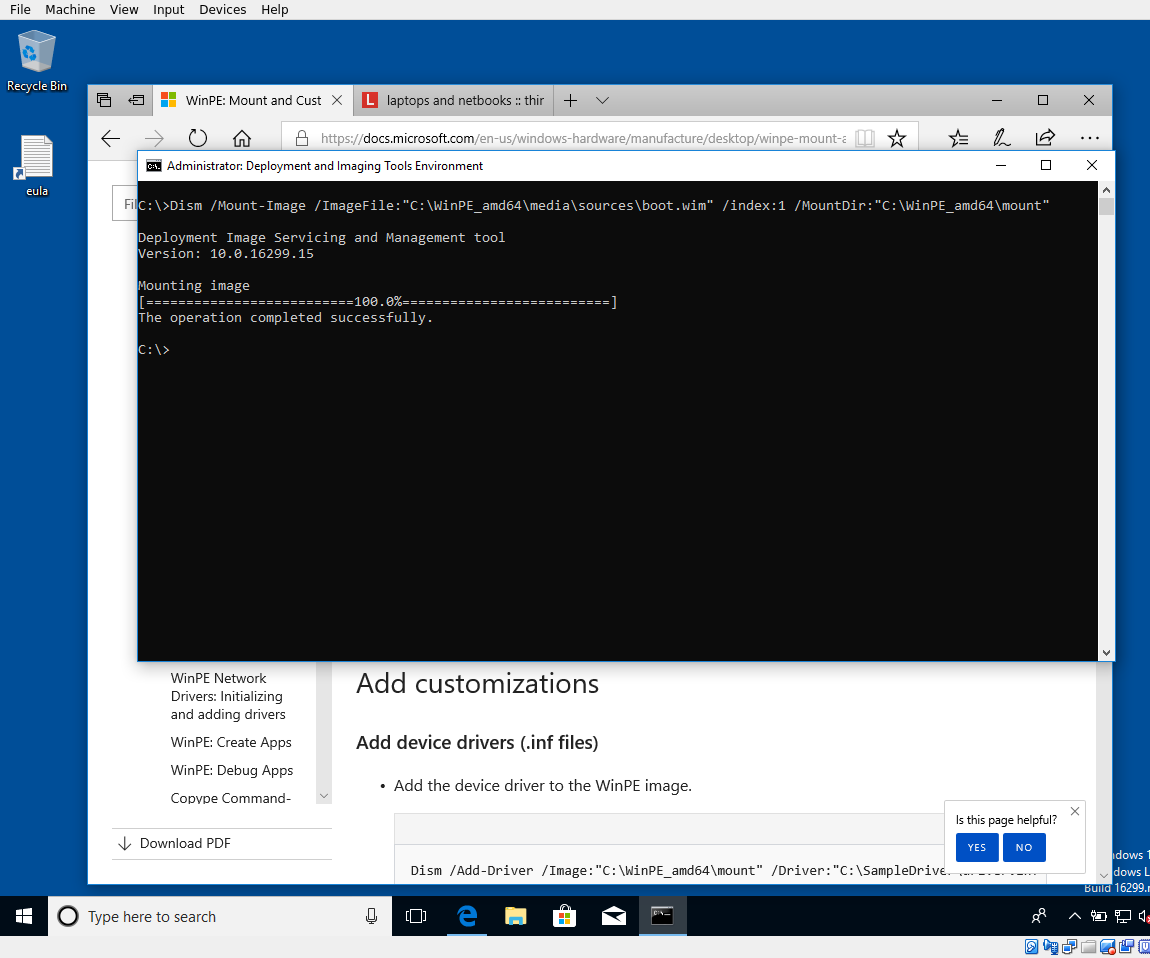 File Machine View Input Devices Help
Recycle Bin
eula
WinPE: Mount and Cust
laptops and netbooks :: thir
https://docs.microsoft.com/en-us/windows-hardware/manufacture/desktop/winpe-mount-a
Administrator: Deployment and Imaging Tools Environment
Fil
C:\>Dism /Mount-Image /ImageFile:"C:\WinPE_amd64\media\sources\boot.wim" /index:1 /MountDir:"C:\WinPE_amd64\mount"
Deployment Image Servicing and Management tool
Version: 10.0.16299.15
Mounting image
[==========================100.0%==========================]
The operation completed successfully.
C:\>
WinPE Network
Drivers: Initializing
and adding drivers
WinPE: Create Apps
WinPE: Debug Apps
Copype Command-
Download PDF
Add customizations
Add device drivers (.inf files)
• Add the device driver to the WinPE image.
Dism /Add-Driver /Image:"C:\WinPE_amd64\mount" /Driver:"C:\SampleDriver
Is this page helpful?
YES NO
ndows 1
dows L
Build 16299.r
Type here to search